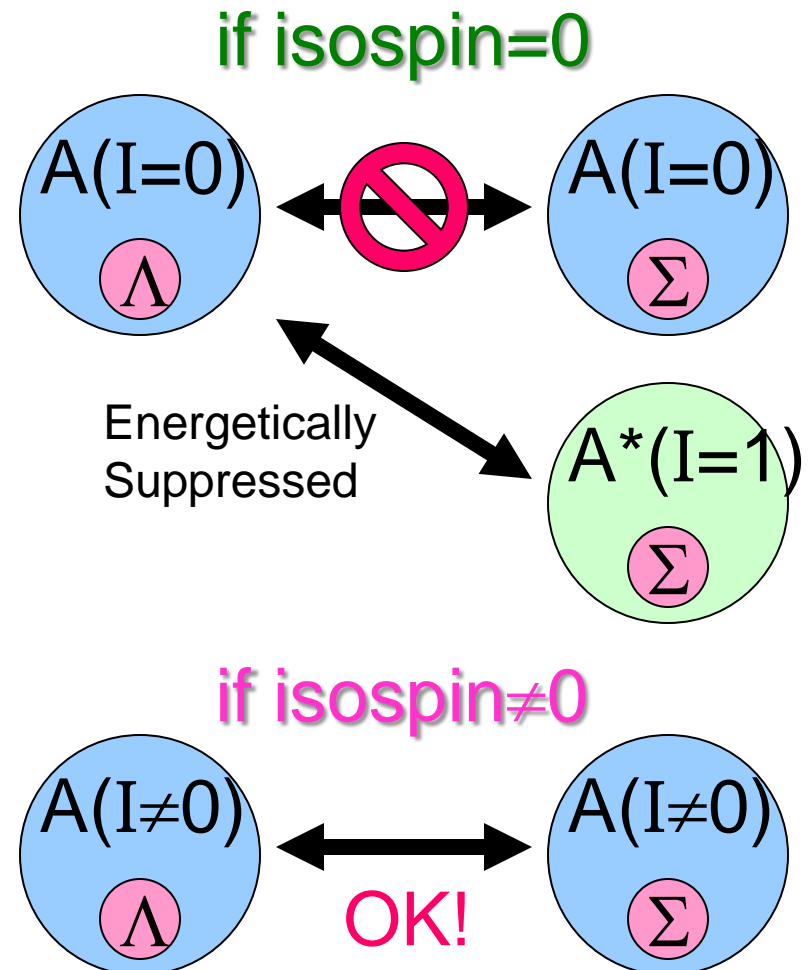 if isospin=0
A(I=0)
A(I=0)
Λ
Σ
Energetically
Suppressed
A*(I=1)
Σ
if isospin≠0
A(I≠0)
A(I≠0)
OK!
Λ
Σ